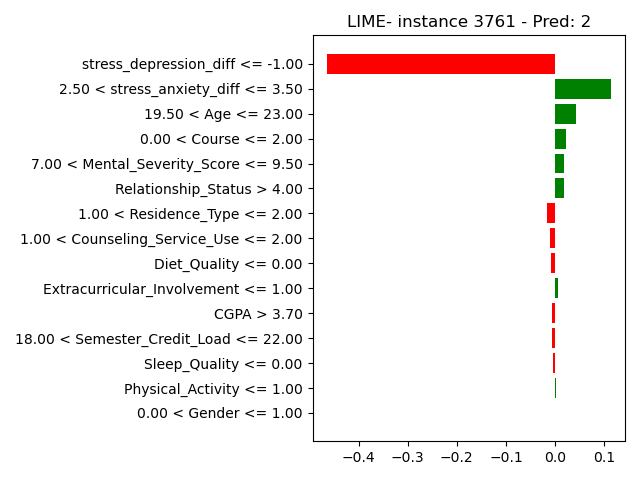 LIME- instance 3761 - Pred: 2
stress_depression_diff <= -1.00
2.50 < stress_anxiety_diff <= 3.50
19.50 < Age <= 23.00
0.00 < Course <= 2.00
7.00 < Mental_Severity_Score <= 9.50
Relationship_Status > 4.00
1.00 < Residence_Type <= 2.00
1.00 < Counseling_Service_Use <= 2.00
Diet_Quality <= 0.00
Extracurricular_Involvement <= 1.00
CGPA > 3.70
18.00 < Semester_Credit_Load <= 22.00
Sleep_Quality <= 0.00
Physical_Activity <= 1.00
0.00 < Gender <= 1.00
−0.4 −0.3 −0.2 −0.1 0.0 0.1